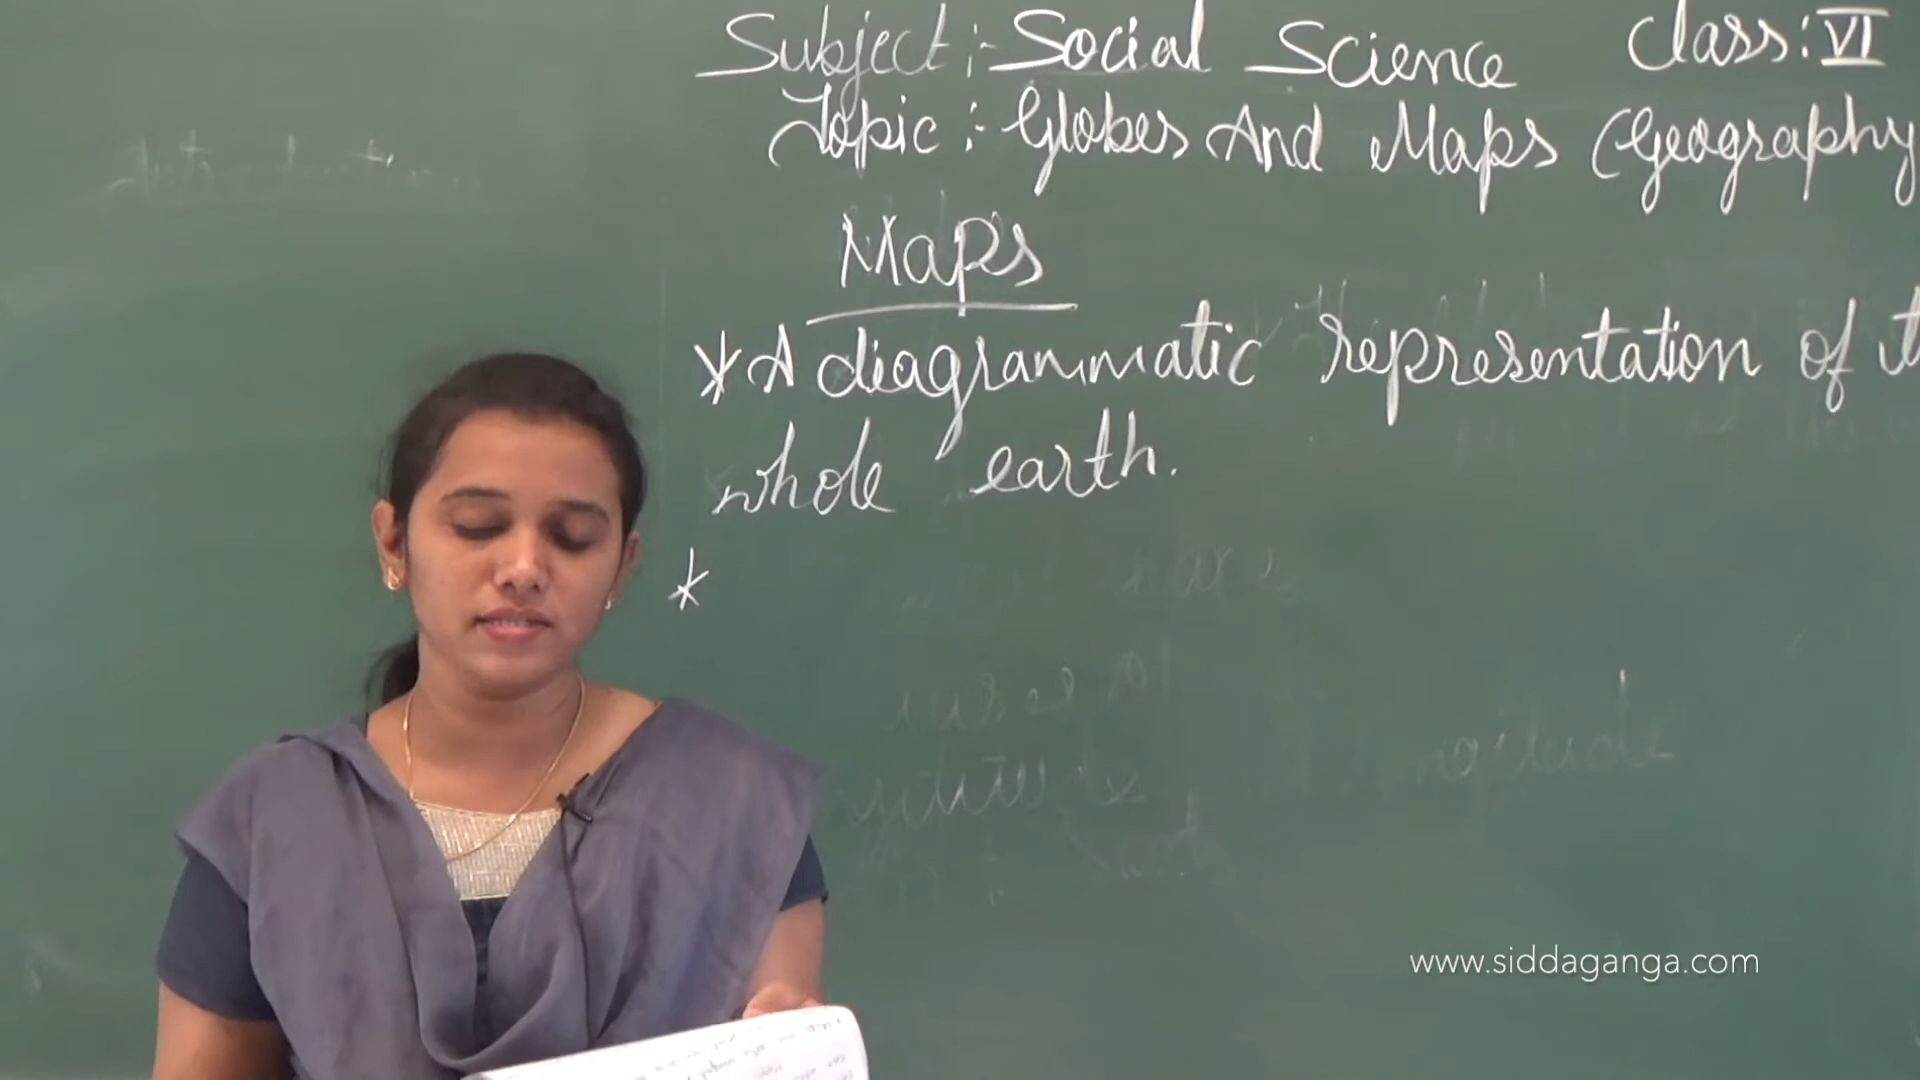 Subject :- Social Science Class : VI
Topic :- Globes And Maps (Geography
Maps
* A diagrammatic representation of
whole earth.
*
www.siddaganga.com